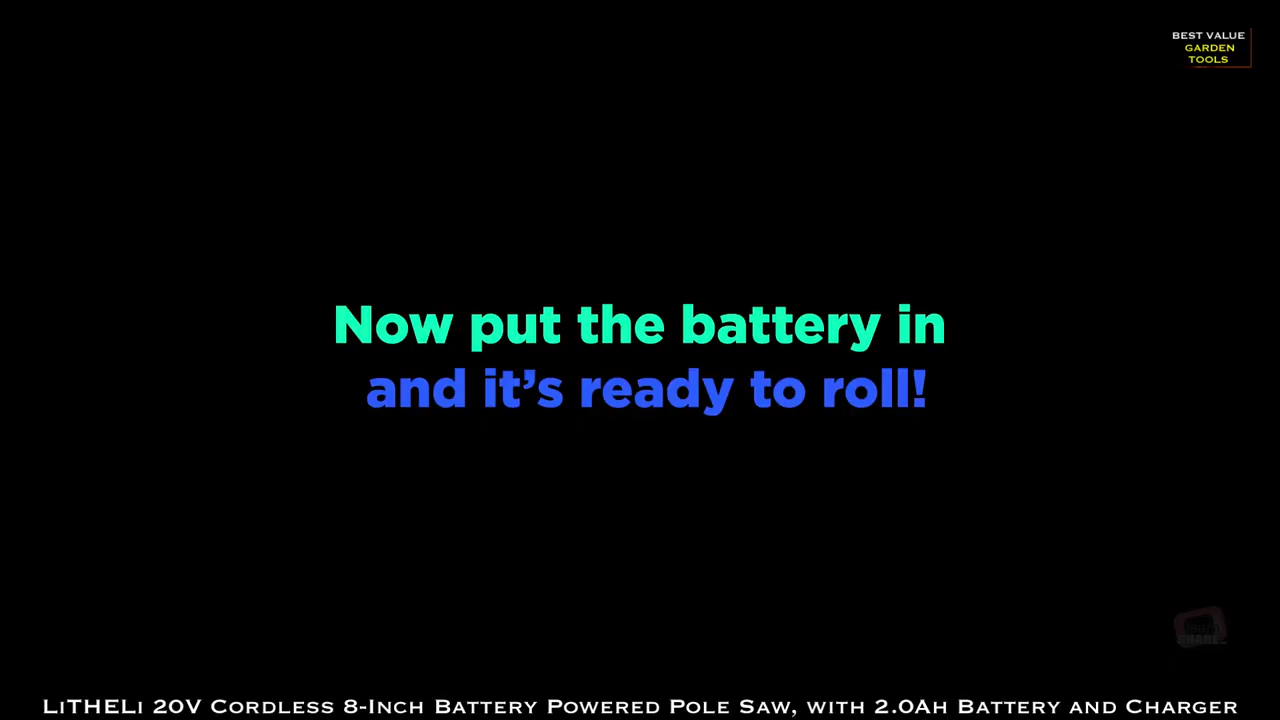 BEST VALUE
GARDEN
TOOLS
Now put the battery in
and it's ready to roll!
LiTHELi 20V Cordless 8-Inch Battery Powered Pole Saw, with 2.0Ah Battery and Charger